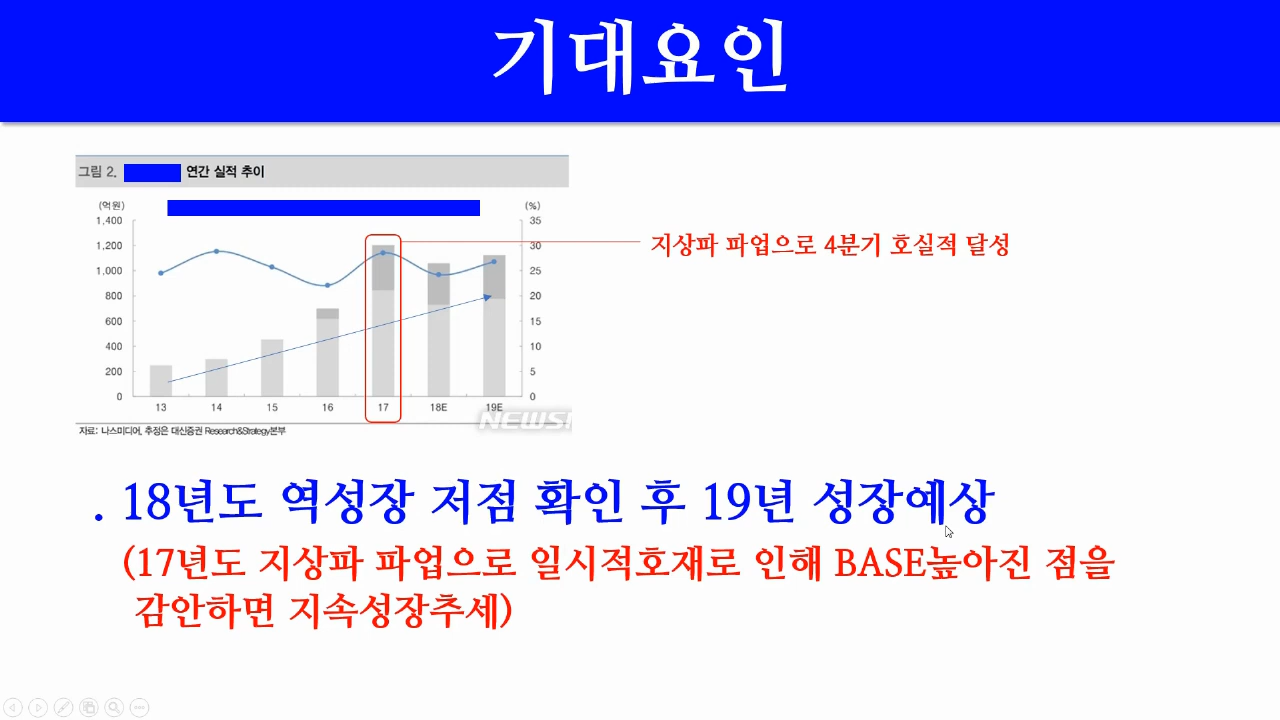 기대요인
그림 2. 연간 실적 추이
(억원) (%)
1,400 35
1,200 30
1,000 25
800 20
600 15
400 10
200 5
0 0
13 14 15 16 17 18E 19E
지상파 파업으로 4분기 호실적 달성
자료: 나스미디어, 추정은 대신증권 Research&Strategy본부
. 18년도 역성장 저점 확인 후 19년 성장예상
(17년도 지상파 파업으로 일시적호재로 인해 BASE높아진 점을
감안하면 지속성장추세)